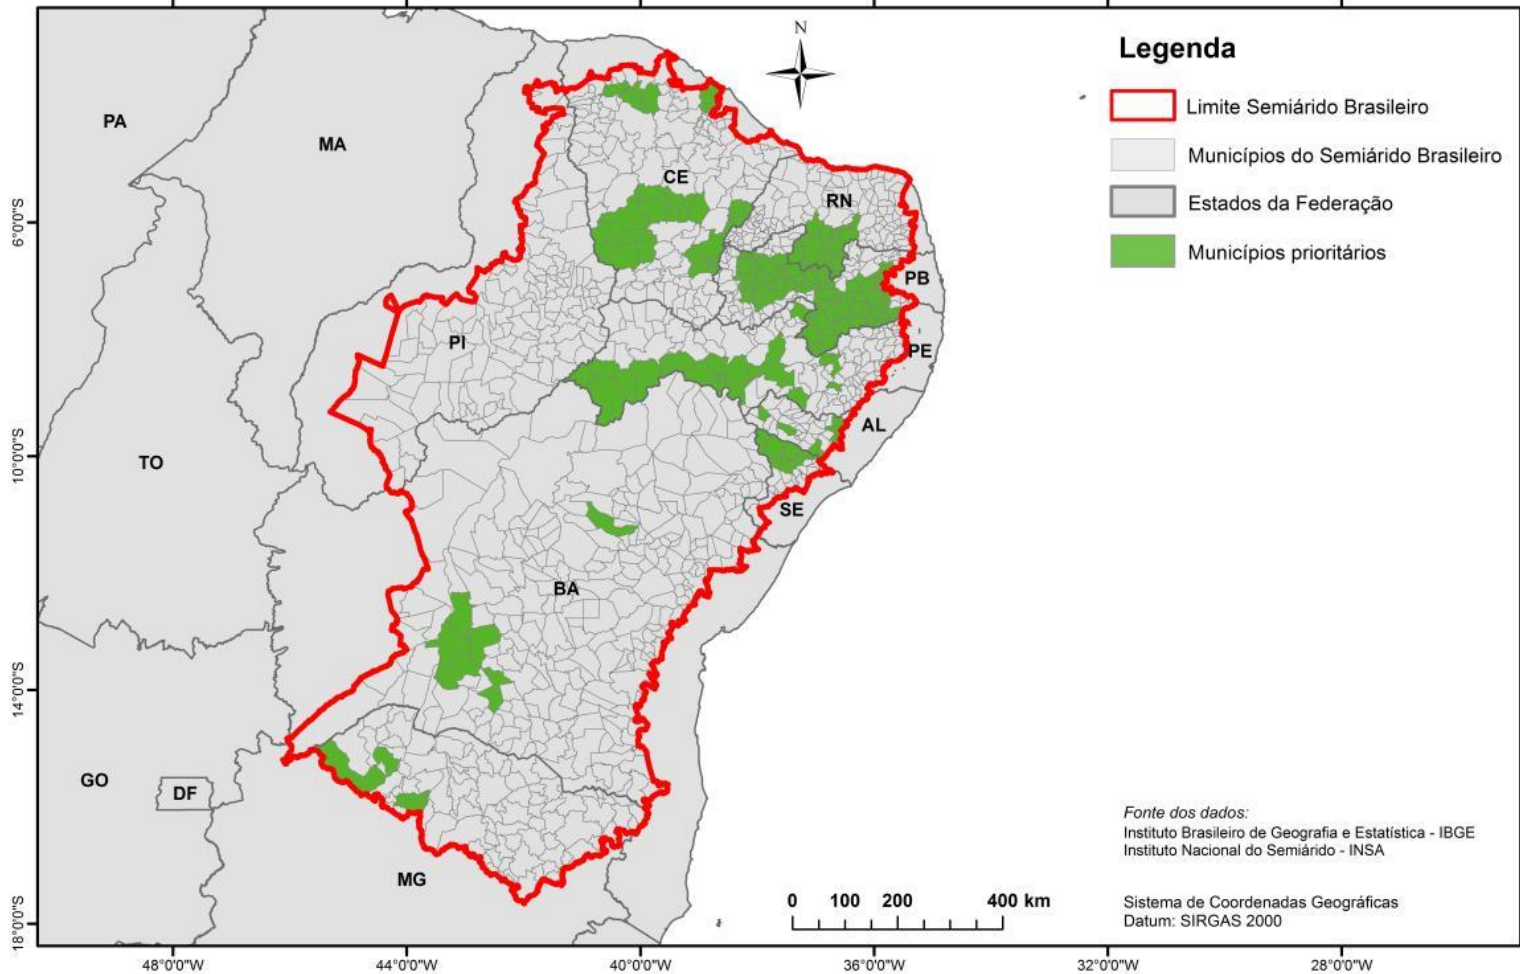 N
Legenda
Limite Semiárido Brasileiro
Municípios do Semiárido Brasileiro
Estados da Federação
Municípios prioritários
PA
MA
CE
RN
PB
PI
PE
AL
TO
SE
BA
GO
DF
MG
6°0'0"S
10°0'0"S
14°0'0"S
18°0'0"S
Fonte dos dados:
Instituto Brasileiro de Geografia e Estatística - IBGE
Instituto Nacional do Semiárido - INSA
0 100 200 400 km
Sistema de Coordenadas Geográficas
Datum: SIRGAS 2000
48°0'0"W 44°0'0"W 40°0'0"W 36°0'0"W 32°0'0"W 28°0'0"W